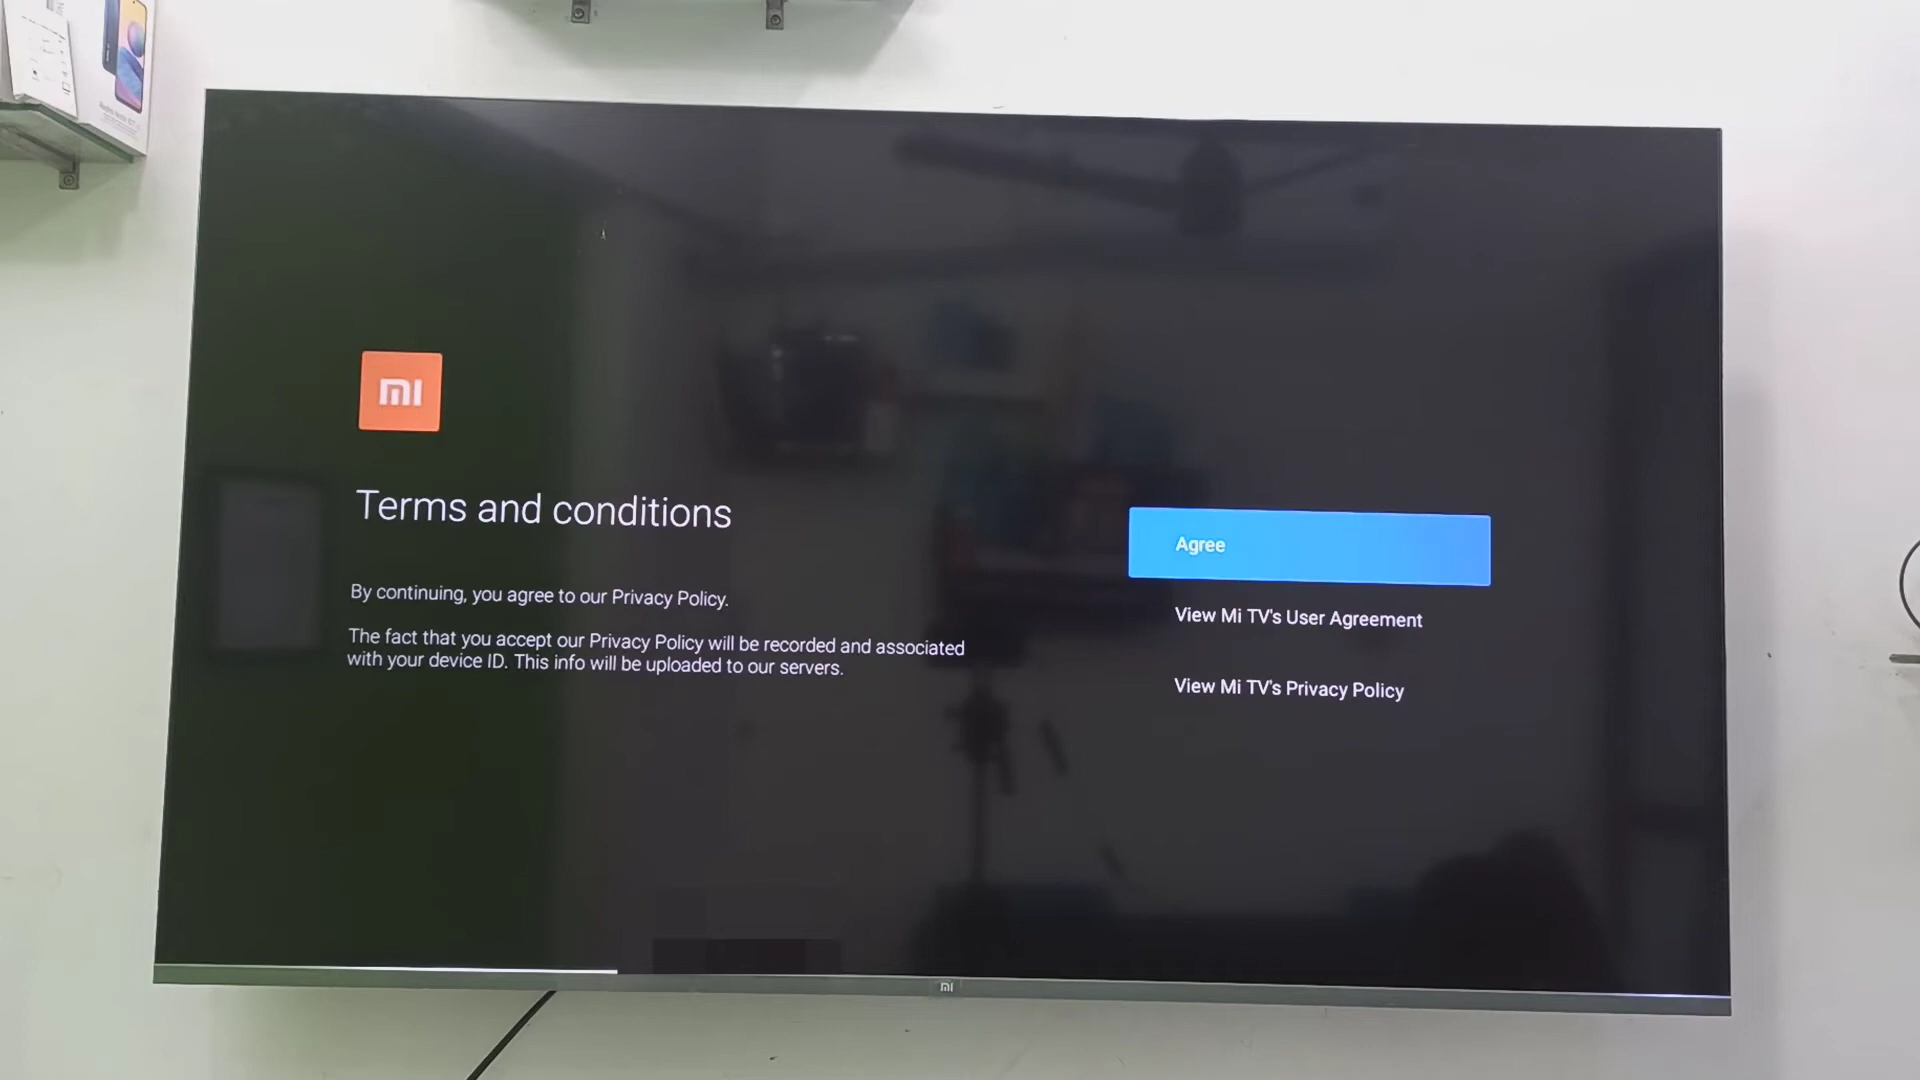 mi
Terms and conditions
By continuing, you agree to our Privacy Policy.
The fact that you accept our Privacy Policy will be recorded and associated
with your device ID. This info will be uploaded to our servers.
Agree
View Mi TV's User Agreement
View Mi TV's Privacy Policy
mi